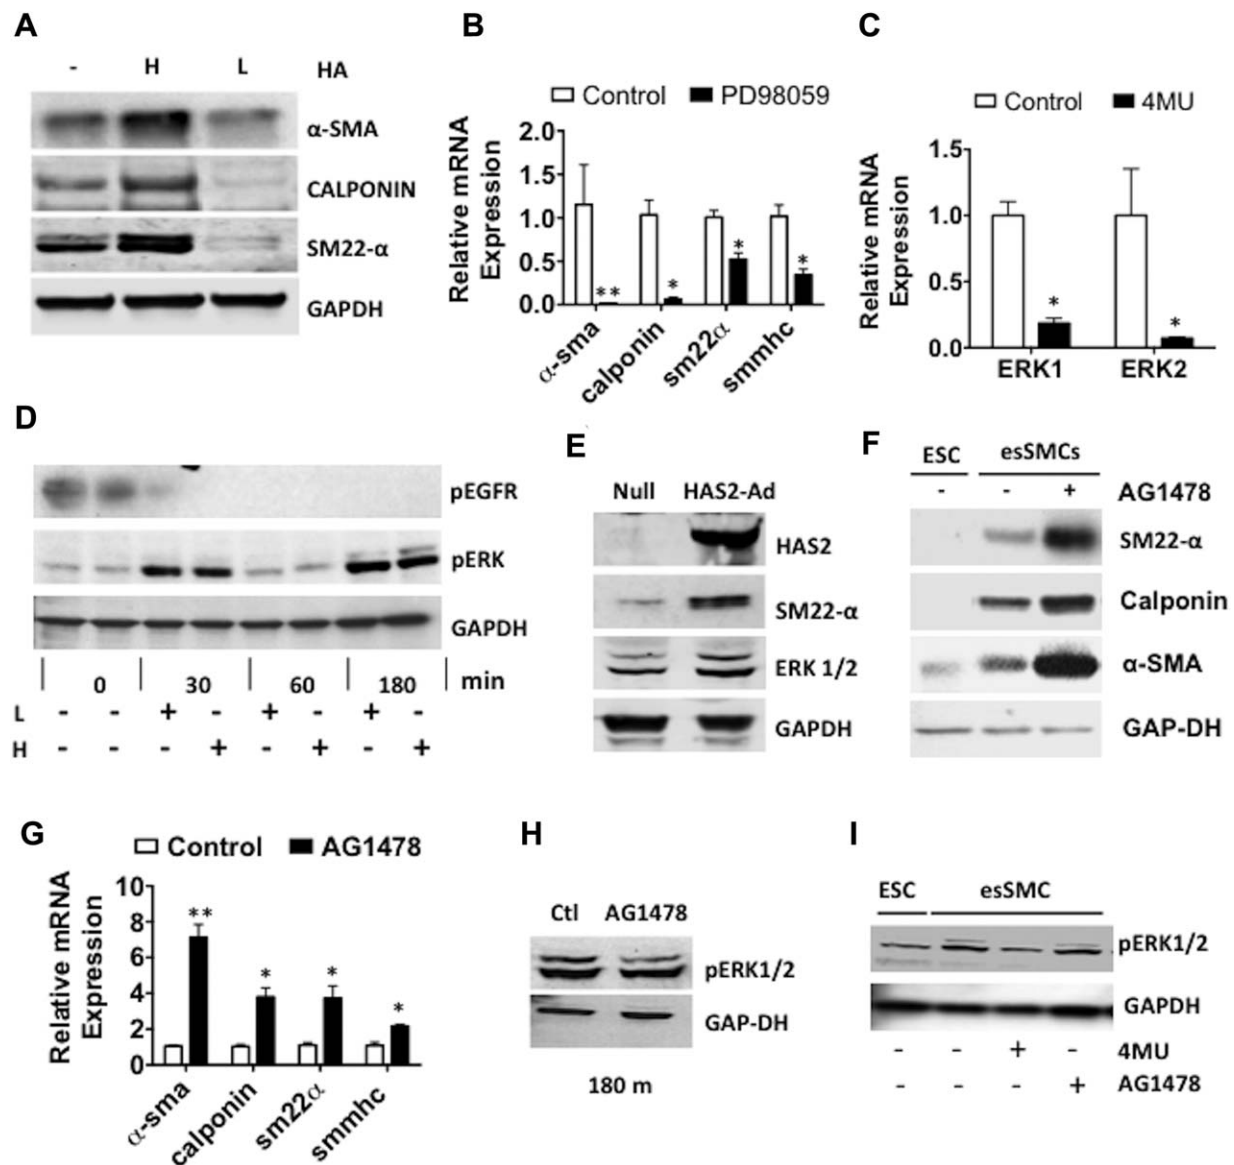 A
- H L HA
α-SMA
CALPONIN
SM22-α
GAPDH
B
Control PD98059
Relative mRNA
Expression
2.0
1.5
1.0
0.5
0.0
** * * *
α-sma calponin sm22α smmhc
C
Control 4MU
Relative mRNA
Expression
1.5
1.0
0.5
0.0
* *
ERK1 ERK2
D
pEGFR
pERK
GAPDH
0 30 60 180 min
L - - + - + - + -
H - - - + - + - +
E
Null HAS2-Ad
HAS2
SM22-α
ERK 1/2
GAPDH
F
ESC esSMCs
- - + AG1478
SM22-α
Calponin
α-SMA
GAP-DH
G
Control AG1478
Relative mRNA
Expression
10
8
6
4
2
0
** * * *
α-sma calponin sm22α smmhc
H
Ctl AG1478
pERK1/2
GAP-DH
180 m
I
ESC esSMC
pERK1/2
GAPDH
- - + - 4MU
- - - + AG1478